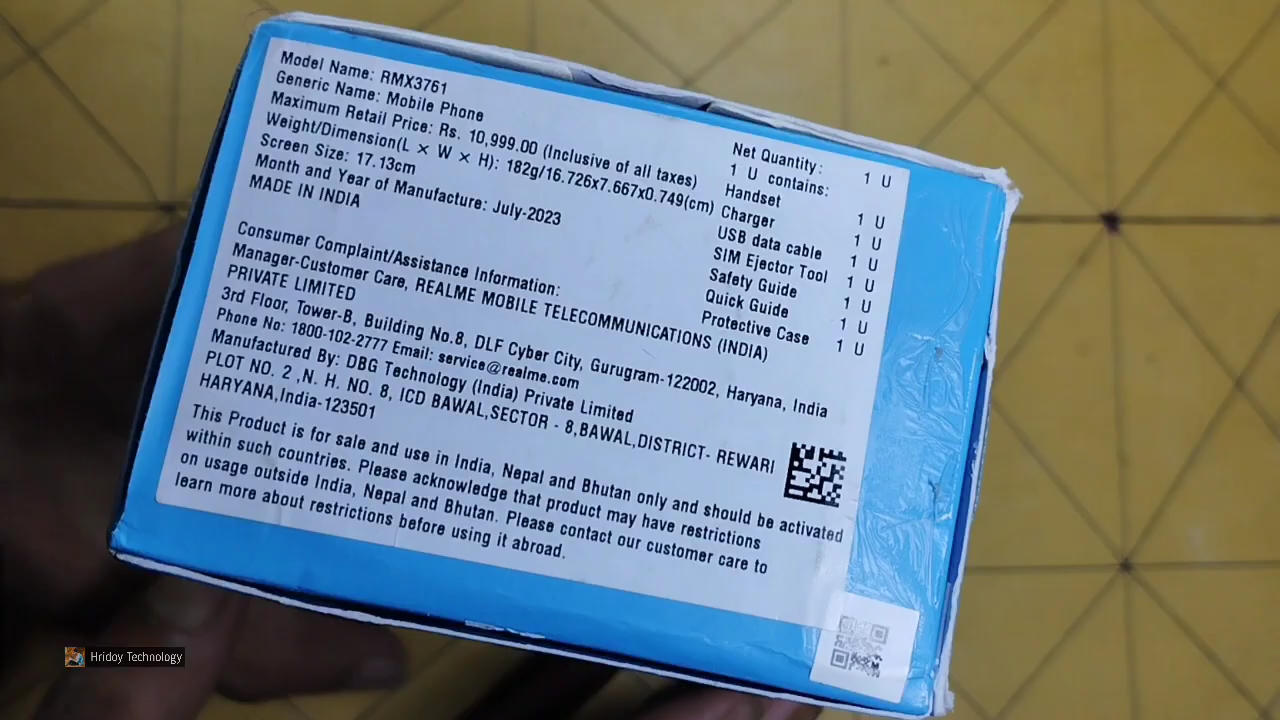 Model Name: RMX3761
Generic Name: Mobile Phone
Maximum Retail Price: Rs. 10,999.00 (Inclusive of all taxes)
Weight/Dimension(L × W × H): 182g/16.726x7.667x0.749(cm)
Screen Size: 17.13cm
Month and Year of Manufacture: July-2023
MADE IN INDIA
Net Quantity: 1 U
1 U contains:
Handset 1 U
Charger 1 U
USB data cable 1 U
SIM Ejector Tool 1 U
Safety Guide 1 U
Quick Guide 1 U
Protective Case 1 U
Consumer Complaint/Assistance Information:
Manager-Customer Care, REALME MOBILE TELECOMMUNICATIONS (INDIA)
PRIVATE LIMITED
3rd Floor, Tower-B, Building No.8, DLF Cyber City, Gurugram-122002, Haryana, India
Phone No: 1800-102-2777 Email: service@realme.com
Manufactured By: DBG Technology (India) Private Limited
PLOT NO. 2 ,N. H. NO. 8, ICD BAWAL,SECTOR - 8,BAWAL,DISTRICT- REWARI
HARYANA,India-123501
This Product is for sale and use in India, Nepal and Bhutan only and should be activated
within such countries. Please acknowledge that product may have restrictions
on usage outside India, Nepal and Bhutan. Please contact our customer care to
learn more about restrictions before using it abroad.
Hridoy Technology